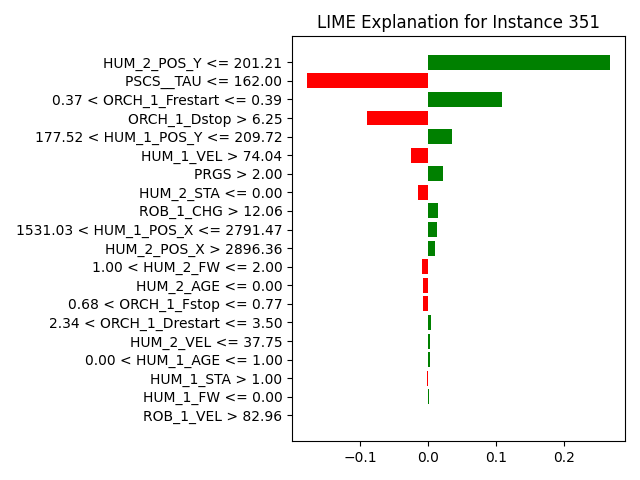 LIME Explanation for Instance 351
HUM_2_POS_Y <= 201.21
PSCS__TAU <= 162.00
0.37 < ORCH_1_Frestart <= 0.39
ORCH_1_Dstop > 6.25
177.52 < HUM_1_POS_Y <= 209.72
HUM_1_VEL > 74.04
PRGS > 2.00
HUM_2_STA <= 0.00
ROB_1_CHG > 12.06
1531.03 < HUM_1_POS_X <= 2791.47
HUM_2_POS_X > 2896.36
1.00 < HUM_2_FW <= 2.00
HUM_2_AGE <= 0.00
0.68 < ORCH_1_Fstop <= 0.77
2.34 < ORCH_1_Drestart <= 3.50
HUM_2_VEL <= 37.75
0.00 < HUM_1_AGE <= 1.00
HUM_1_STA > 1.00
HUM_1_FW <= 0.00
ROB_1_VEL > 82.96
−0.1 0.0 0.1 0.2